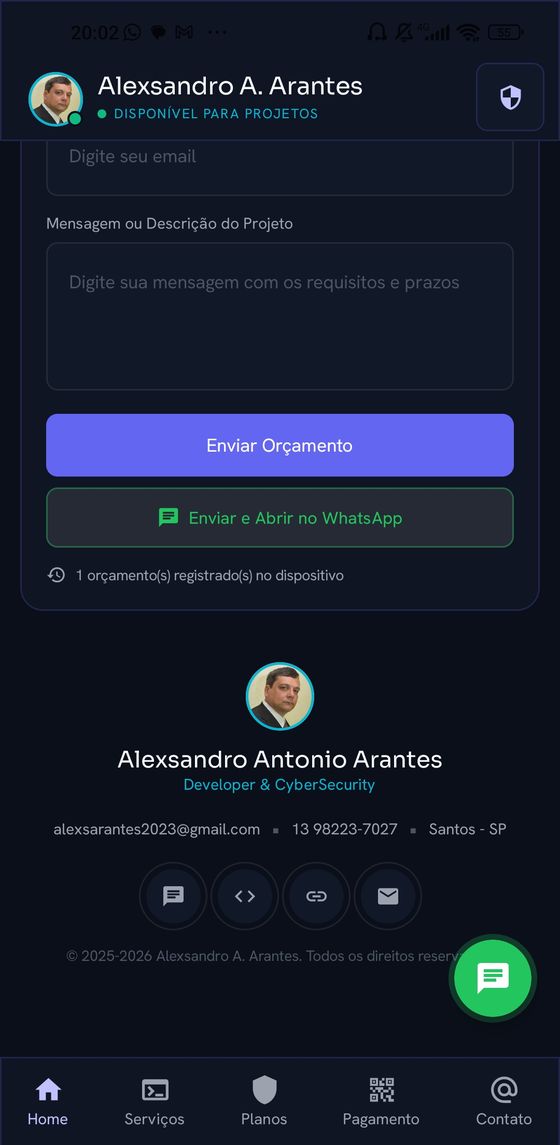 20:02 4G 55
Alexsandro A. Arantes
DISPONÍVEL PARA PROJETOS
Digite seu email
Mensagem ou Descrição do Projeto
Digite sua mensagem com os requisitos e prazos
Enviar Orçamento
Enviar e Abrir no WhatsApp
1 orçamento(s) registrado(s) no dispositivo
Alexsandro Antonio Arantes
Developer & CyberSecurity
alexsarantes2023@gmail.com ▪ 13 98223-7027 ▪ Santos - SP
© 2025-2026 Alexsandro A. Arantes. Todos os direitos
Home Serviços Planos Pagamento Contato